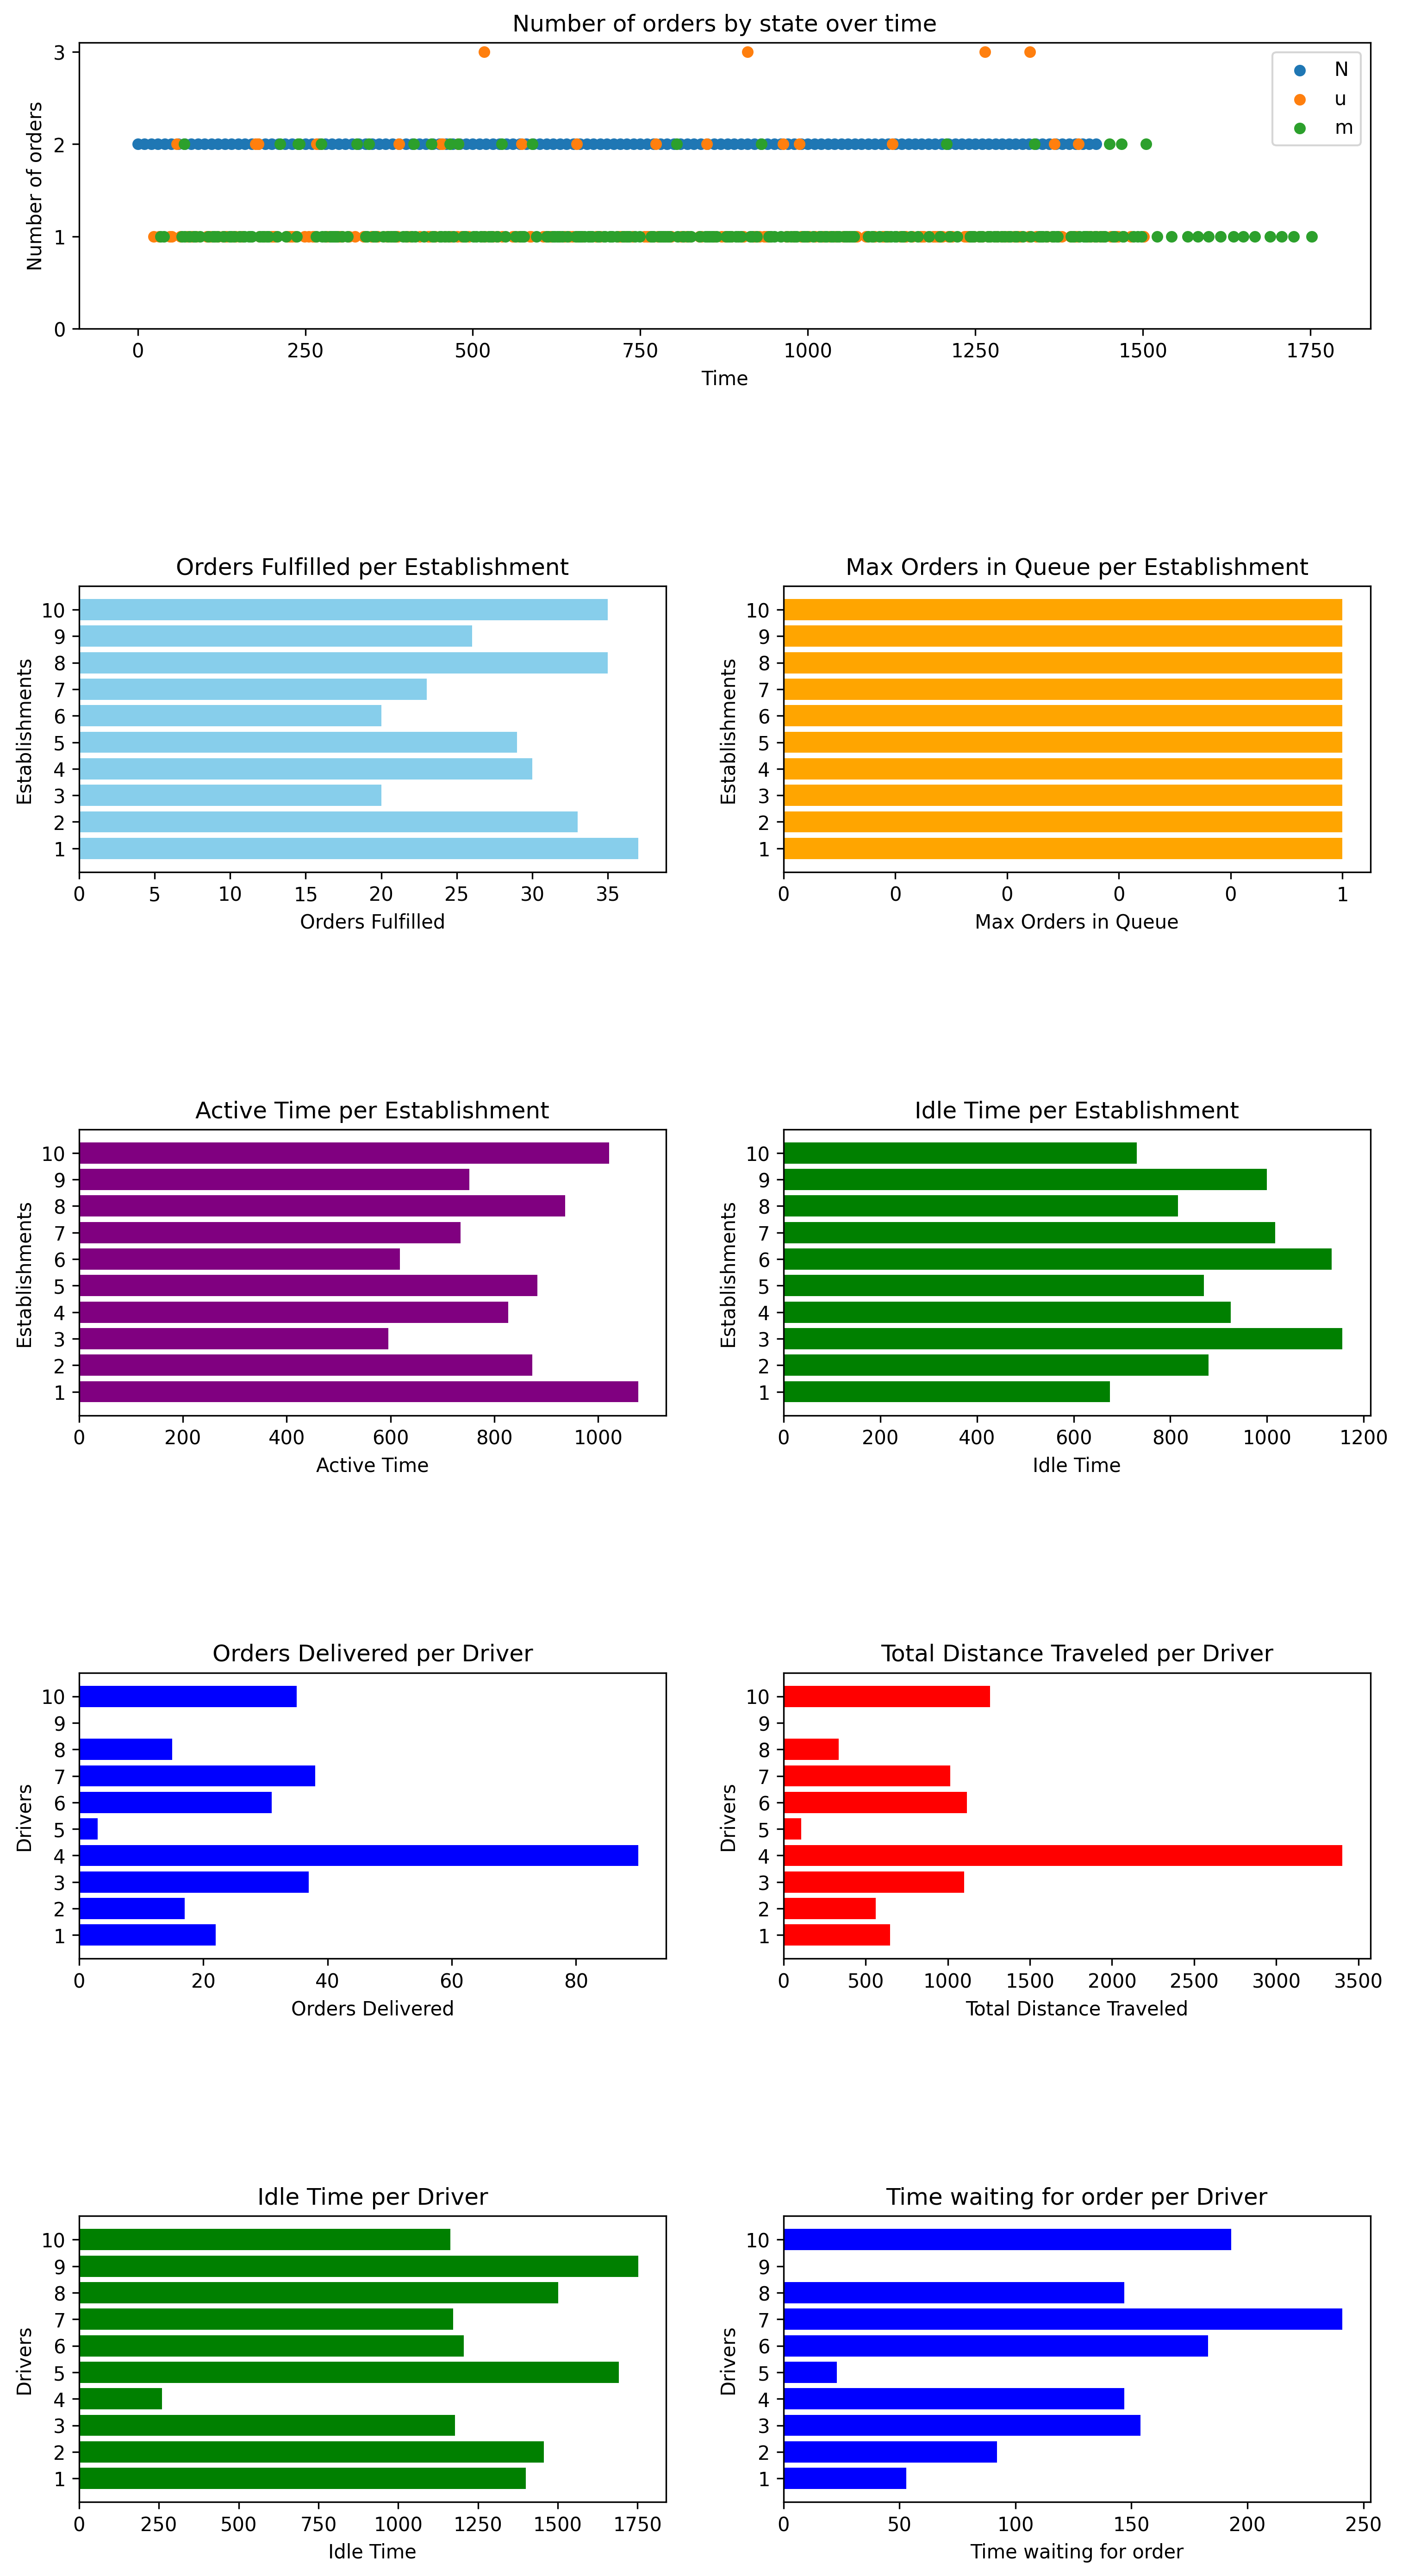 Number of orders by state over time
Number of orders
3
2
1
0
N
u
m
0 250 500 750 1000 1250 1500 1750
Time
Orders Fulfilled per Establishment
Establishments
10
9
8
7
6
5
4
3
2
1
0 5 10 15 20 25 30 35
Orders Fulfilled
Max Orders in Queue per Establishment
Establishments
10
9
8
7
6
5
4
3
2
1
0 0 0 0 0 1
Max Orders in Queue
Active Time per Establishment
Establishments
10
9
8
7
6
5
4
3
2
1
0 200 400 600 800 1000
Active Time
Idle Time per Establishment
Establishments
10
9
8
7
6
5
4
3
2
1
0 200 400 600 800 1000 1200
Idle Time
Orders Delivered per Driver
Drivers
10
9
8
7
6
5
4
3
2
1
0 20 40 60 80
Orders Delivered
Total Distance Traveled per Driver
Drivers
10
9
8
7
6
5
4
3
2
1
0 500 1000 1500 2000 2500 3000 3500
Total Distance Traveled
Idle Time per Driver
Drivers
10
9
8
7
6
5
4
3
2
1
0 250 500 750 1000 1250 1500 1750
Idle Time
Time waiting for order per Driver
Drivers
10
9
8
7
6
5
4
3
2
1
0 50 100 150 200 250
Time waiting for order